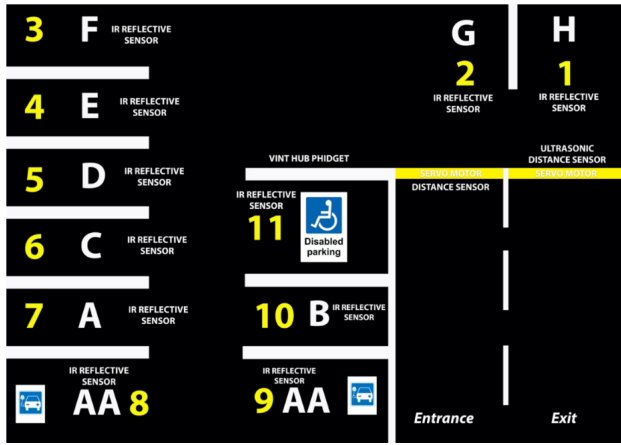 3 F IR REFLECTIVE
SENSOR
G
2
IR REFLECTIVE
SENSOR
H
1
IR REFLECTIVE
SENSOR
4 E IR REFLECTIVE
SENSOR
5 D IR REFLECTIVE
SENSOR
VINT HUB PHIDGET
ULTRASONIC
DISTANCE SENSOR
SERVO MOTOR
SERVO MOTOR
DISTANCE SENSOR
6 C IR REFLECTIVE
SENSOR
IR REFLECTIVE
SENSOR
11
Disabled
parking
7 A IR REFLECTIVE
SENSOR
10 B IR REFLECTIVE
SENSOR
IR REFLECTIVE
SENSOR
AA 8
IR REFLECTIVE
SENSOR
9 AA
Entrance
Exit